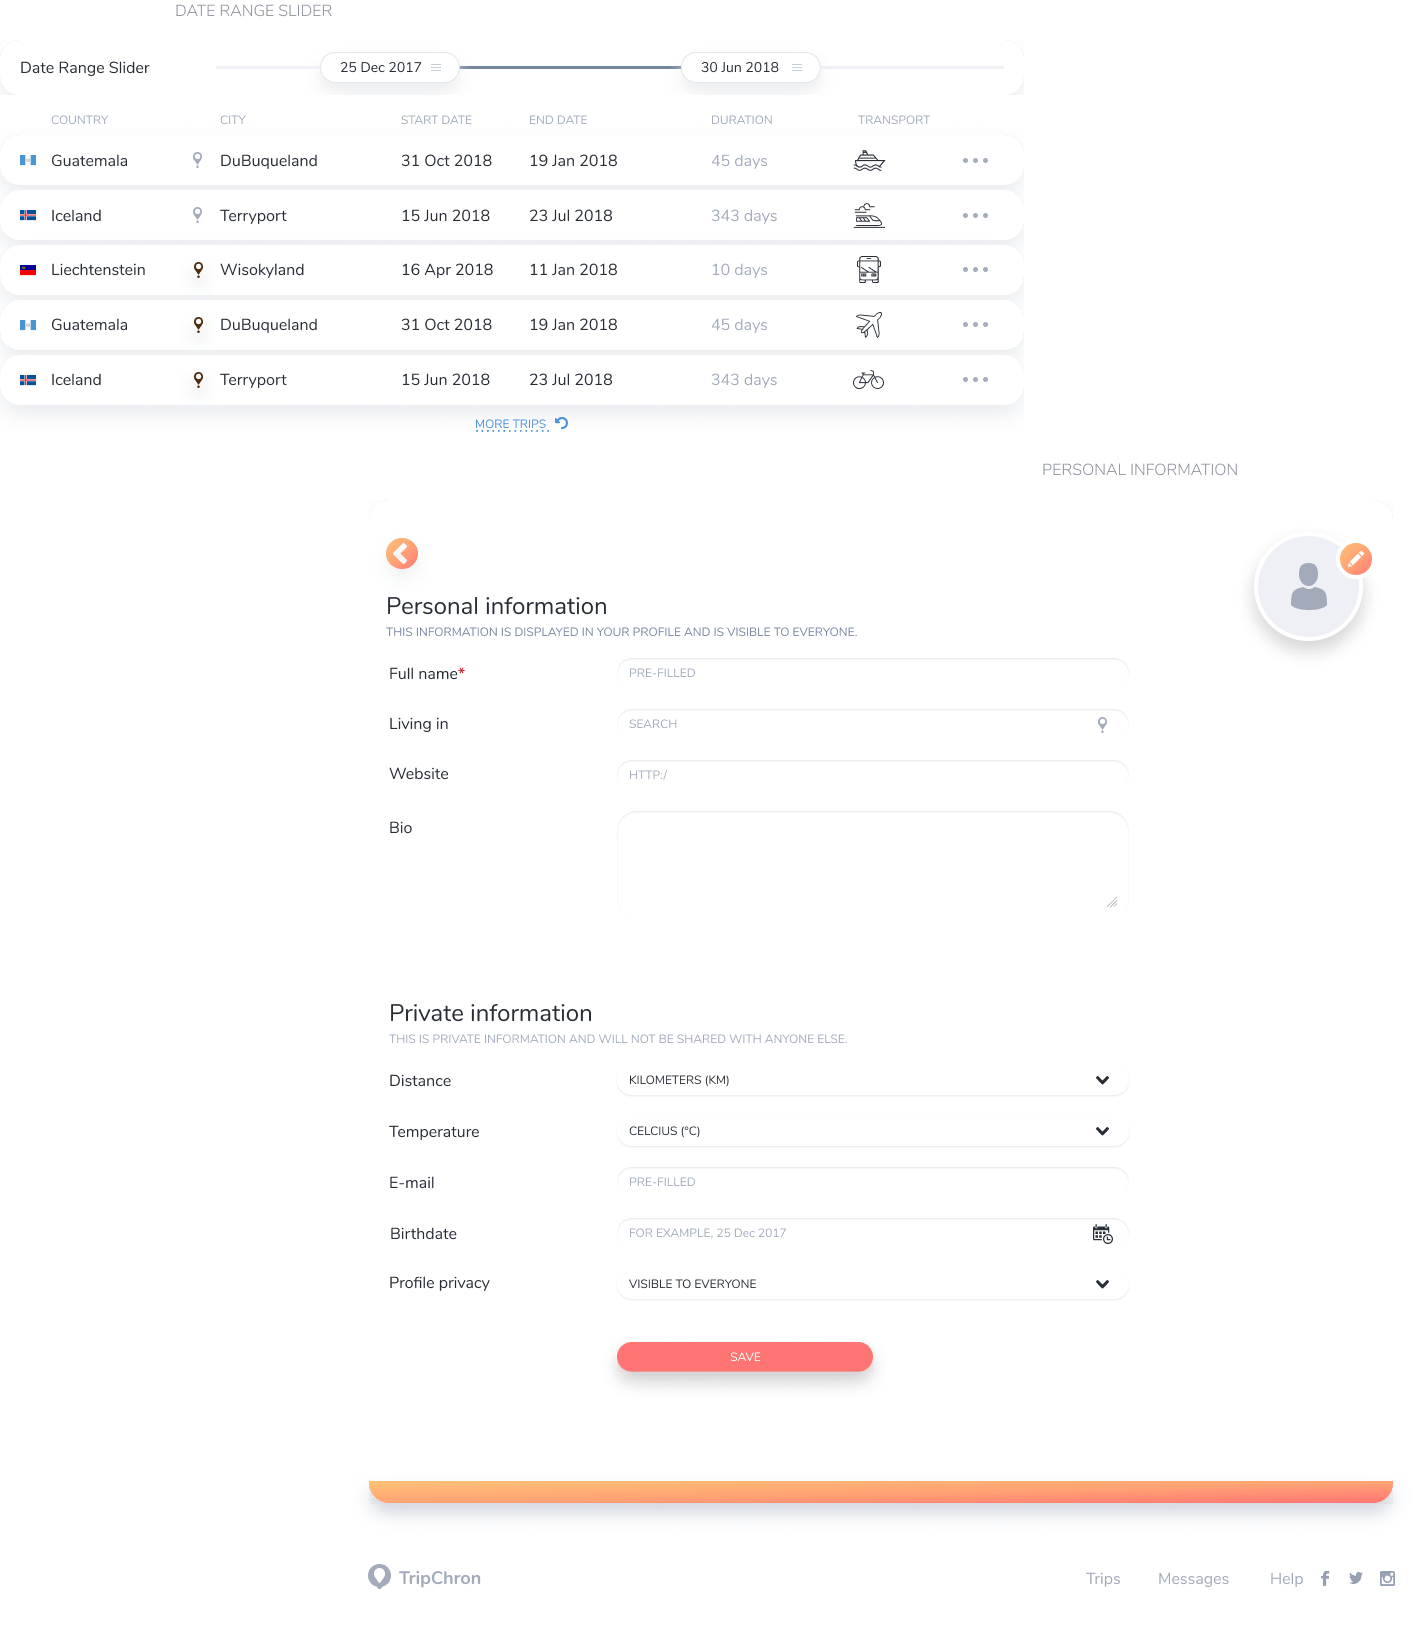 DATE RANGE SLIDER
Date Range Slider 25 Dec 2017 30 Jun 2018
COUNTRY CITY START DATE END DATE DURATION TRANSPORT
Guatemala DuBuqueland 31 Oct 2018 19 Jan 2018 45 days
Iceland Terryport 15 Jun 2018 23 Jul 2018 343 days
Liechtenstein Wisokyland 16 Apr 2018 11 Jan 2018 10 days
Guatemala DuBuqueland 31 Oct 2018 19 Jan 2018 45 days
Iceland Terryport 15 Jun 2018 23 Jul 2018 343 days
MORE TRIPS
PERSONAL INFORMATION
Personal information
THIS INFORMATION IS DISPLAYED IN YOUR PROFILE AND IS VISIBLE TO EVERYONE.
Full name* PRE-FILLED
Living in SEARCH
Website HTTP:/
Bio
Private information
THIS IS PRIVATE INFORMATION AND WILL NOT BE SHARED WITH ANYONE ELSE.
Distance KILOMETERS (KM)
Temperature CELCIUS (°C)
E-mail PRE-FILLED
Birthdate FOR EXAMPLE, 25 Dec 2017
Profile privacy VISIBLE TO EVERYONE
SAVE
TripChron Trips Messages Help